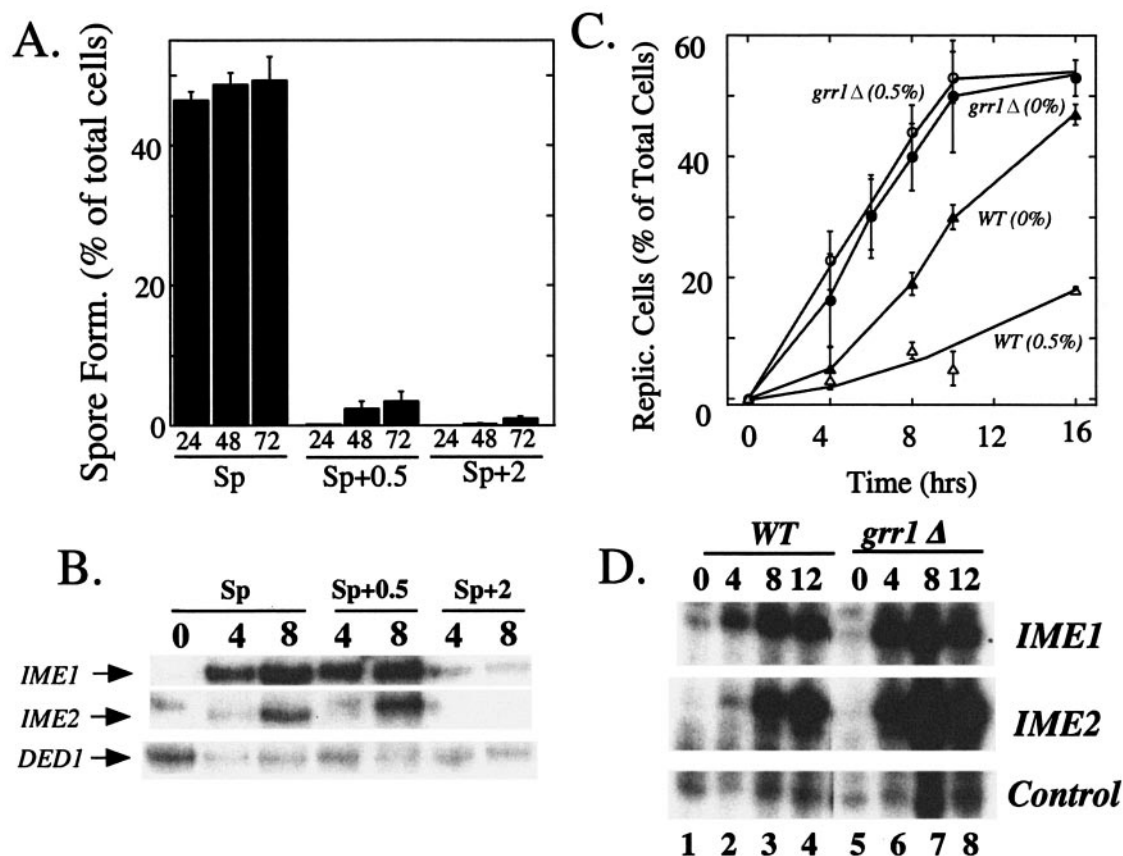 A.
Spore Form. (% of total cells)
40
20
0
24 48 72 24 48 72 24 48 72
Sp Sp+0.5 Sp+2
B.
Sp Sp+0.5 Sp+2
0 4 8 4 8 4 8
IME1
IME2
DED1
C.
Replic. Cells (% of Total Cells)
60
40
20
0
grr1 Δ (0.5%)
grr1 Δ (0%)
WT (0%)
WT (0.5%)
0 4 8 12 16
Time (hrs)
D.
WT grr1 Δ
0 4 8 12 0 4 8 12
IME1
IME2
Control
1 2 3 4 5 6 7 8